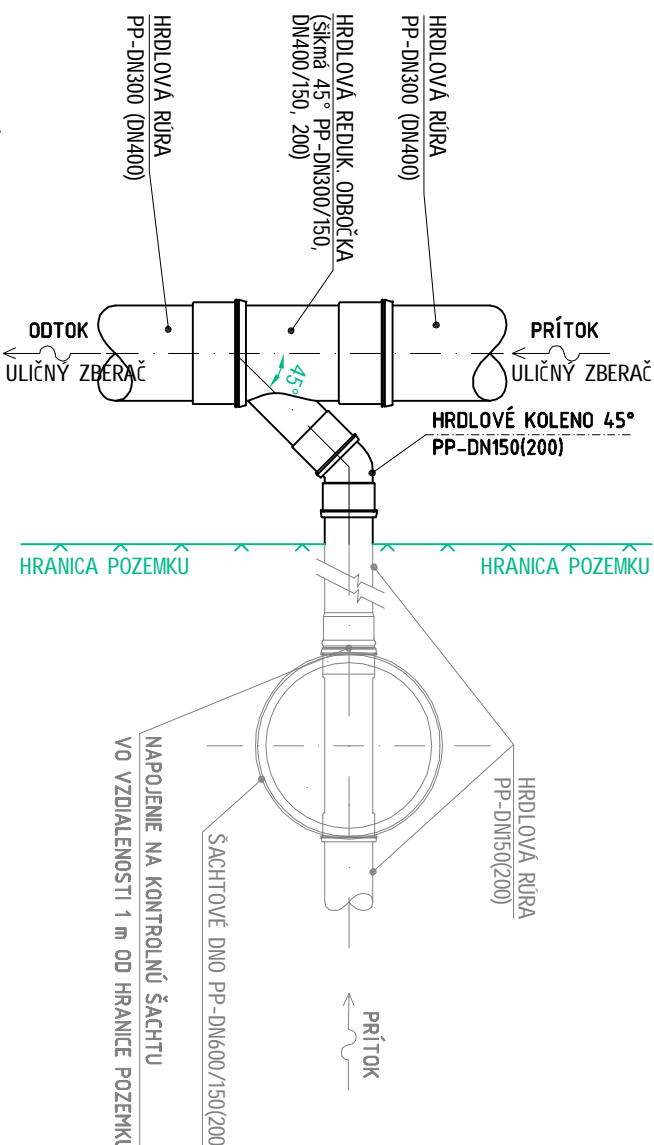 HRDLOVÁ RÚRA
PP-DN300 (DN400)
HRDLOVÁ REDUK. ODBOČKA
(šikmá 45° PP-DN300/150,
DN400/150, 200)
HRDLOVÁ RÚRA
PP-DN300 (DN400)
ODTOK
ULIČNÝ ZBERAČ
PRÍTOK
ULIČNÝ ZBERAČ
45°
HRDLOVÉ KOLENO 45°
PP-DN150(200)
HRANICA POZEMKU
HRANICA POZEMKU
HRDLOVÁ RÚRA
PP-DN150(200)
ŠACHTOVÉ DNO PP-DN600/150(200
NAPOJENIE NA KONTROLNÚ ŠACHTU
VO VZDIALENOSTI 1 m OD HRANICE POZEMKU
PRÍTOK